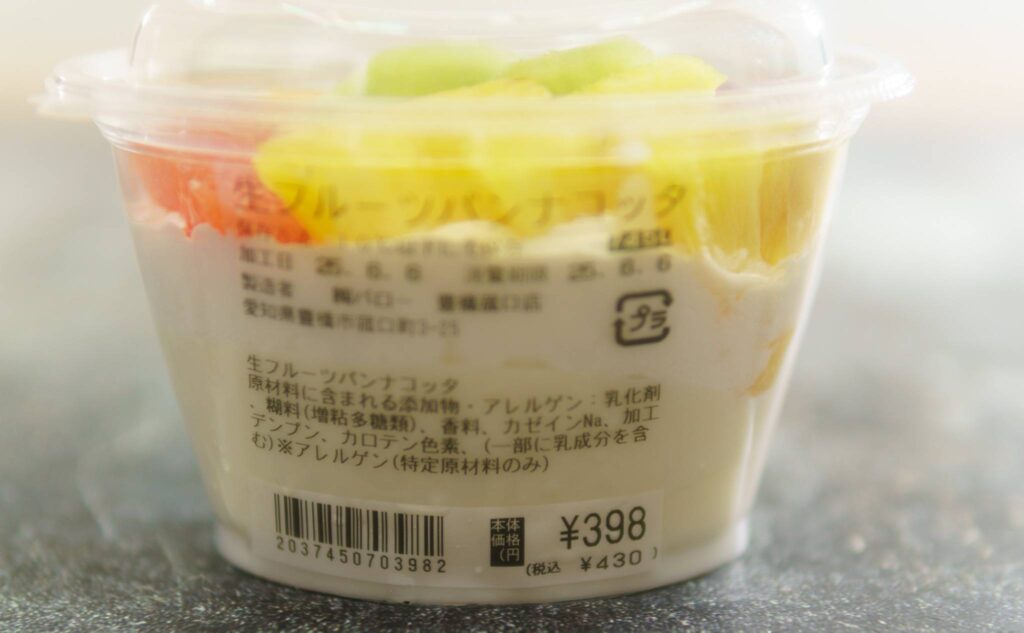 生フルーツパンナコッタ
加工日 25. 6. 6 消費期限 25. 6. 6
製造者 ㈱バロー 豊橋店
愛知県豊橋市町3-25
プラ
生フルーツパンナコッタ
原材料に含まれる添加物・アレルゲン：乳化剤
、糊料(増粘多糖類)、香料、カゼインNa、加工
デンプン、カロテン色素、(一部に乳成分を含
む)※アレルゲン(特定原材料のみ)
2037450703982
本体
価格
(円
¥398
(税込 ¥430)